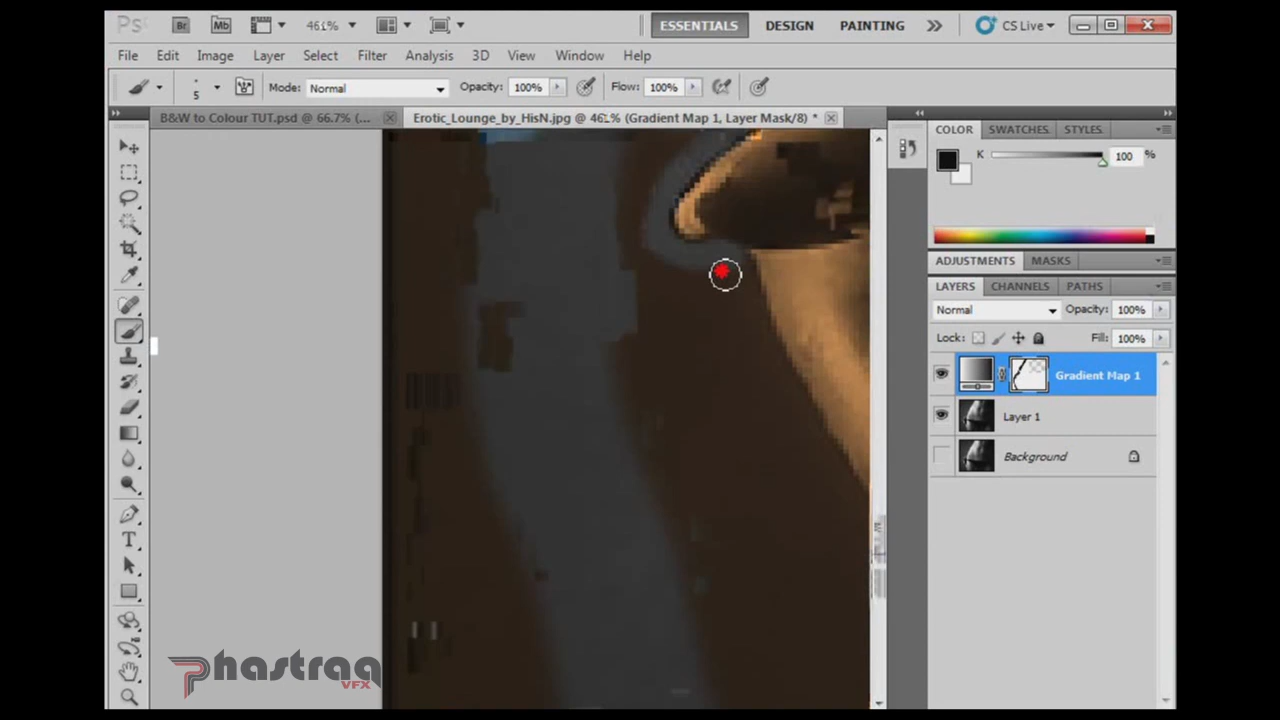 Ps Br Mb 461% ESSENTIALS DESIGN PAINTING CS Live
File Edit Image Layer Select Filter Analysis 3D View Window Help
5 Mode: Normal Opacity: 100% Flow: 100%
B&W to Colour TUT.psd @ 66.7% (... Erotic_Lounge_by_HisN.jpg @ 461% (Gradient Map 1, Layer Mask/8) *
COLOR SWATCHES STYLES
K 100 %
ADJUSTMENTS MASKS
LAYERS CHANNELS PATHS
Normal Opacity: 100%
Lock: Fill: 100%
Gradient Map 1
Layer 1
Background
T
Phastraq
VFX